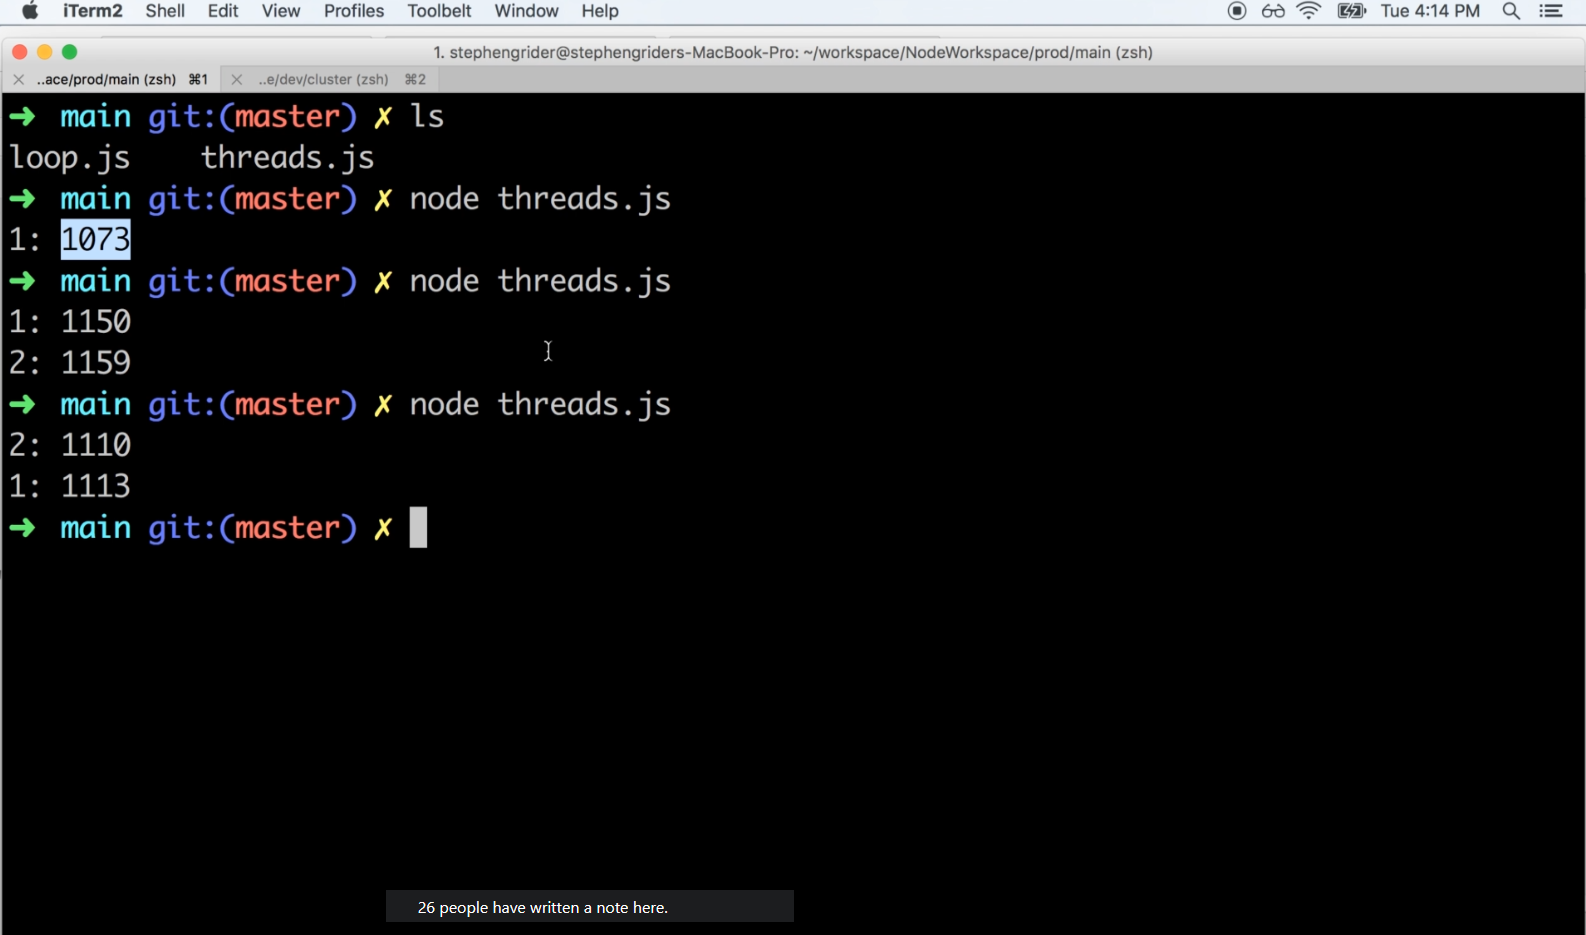 iTerm2 Shell Edit View Profiles Toolbelt Window Help Tue 4:14 PM
1. stephengrider@stephengriders-MacBook-Pro: ~/workspace/NodeWorkspace/prod/main (zsh)
..ace/prod/main (zsh) ⌘1 ..e/dev/cluster (zsh) ⌘2
➜ main git:(master) ✗ ls
loop.js threads.js
➜ main git:(master) ✗ node threads.js
1: 1073
➜ main git:(master) ✗ node threads.js
1: 1150
2: 1159
➜ main git:(master) ✗ node threads.js
2: 1110
1: 1113
➜ main git:(master) ✗
26 people have written a note here.